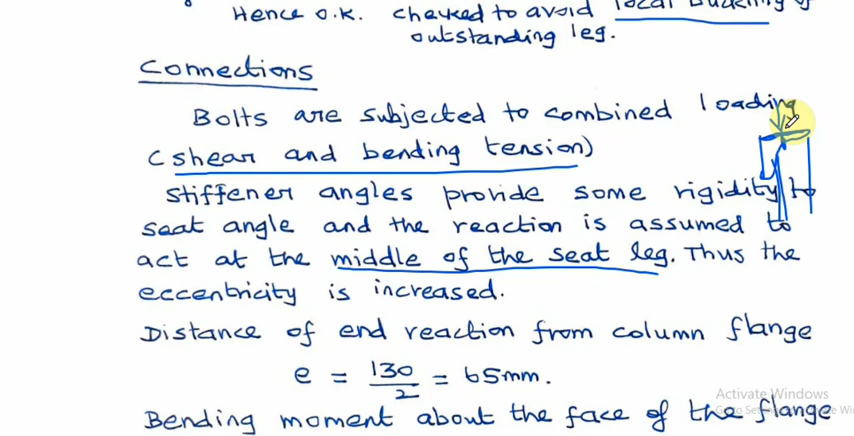 Hence o.k. checked to avoid local buckling of
outstanding leg.
Connections
Bolts are subjected to combined loading
(shear and bending tension)
stiffener angles provide some rigidity to
seat angle and the reaction is assumed to
act at the middle of the seat leg. Thus the
eccentricity is increased.
Distance of end reaction from column flange
e = 130/2 = 65mm.
Activate Windows
Bending moment about the face of the flange